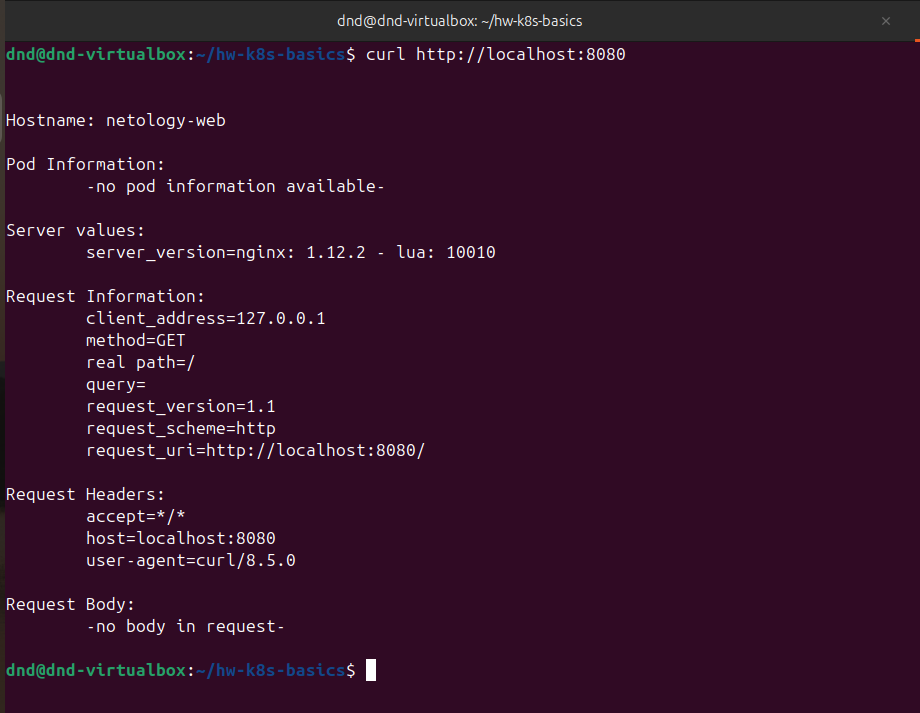 dnd@dnd-virtualbox: ~/hw-k8s-basics
dnd@dnd-virtualbox:~/hw-k8s-basics$ curl http://localhost:8080
Hostname: netology-web
Pod Information:
-no pod information available-
Server values:
server_version=nginx: 1.12.2 - lua: 10010
Request Information:
client_address=127.0.0.1
method=GET
real path=/
query=
request_version=1.1
request_scheme=http
request_uri=http://localhost:8080/
Request Headers:
accept=*/*
host=localhost:8080
user-agent=curl/8.5.0
Request Body:
-no body in request-
dnd@dnd-virtualbox:~/hw-k8s-basics$